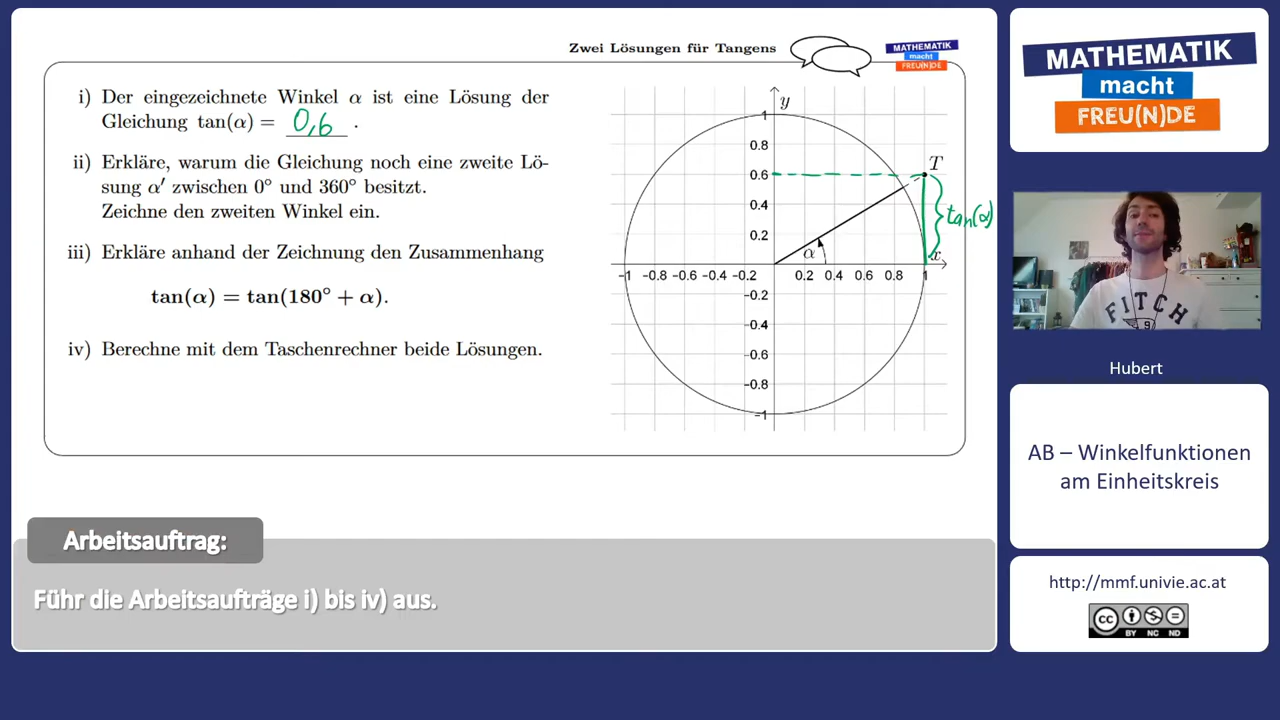 Zwei Lösungen für Tangens
MATHEMATIK
macht
FREU(N)DE
i) Der eingezeichnete Winkel α ist eine Lösung der
Gleichung tan(α) = 0,6 .
ii) Erkläre, warum die Gleichung noch eine zweite Lö-
sung α′ zwischen 0° und 360° besitzt.
Zeichne den zweiten Winkel ein.
iii) Erkläre anhand der Zeichnung den Zusammenhang
tan(α) = tan(180° + α).
iv) Berechne mit dem Taschenrechner beide Lösungen.
y
1
0.8
0.6
0.4
0.2
T
tan(α)
α
x
-1 -0.8 -0.6 -0.4 -0.2 0.2 0.4 0.6 0.8 1
-0.2
-0.4
-0.6
-0.8
-1
Arbeitsauftrag:
Führ die Arbeitsaufträge i) bis iv) aus.
MATHEMATIK
macht
FREU(N)DE
FITCH
9
Hubert
AB – Winkelfunktionen
am Einheitskreis
http://mmf.univie.ac.at
cc
BY NC ND